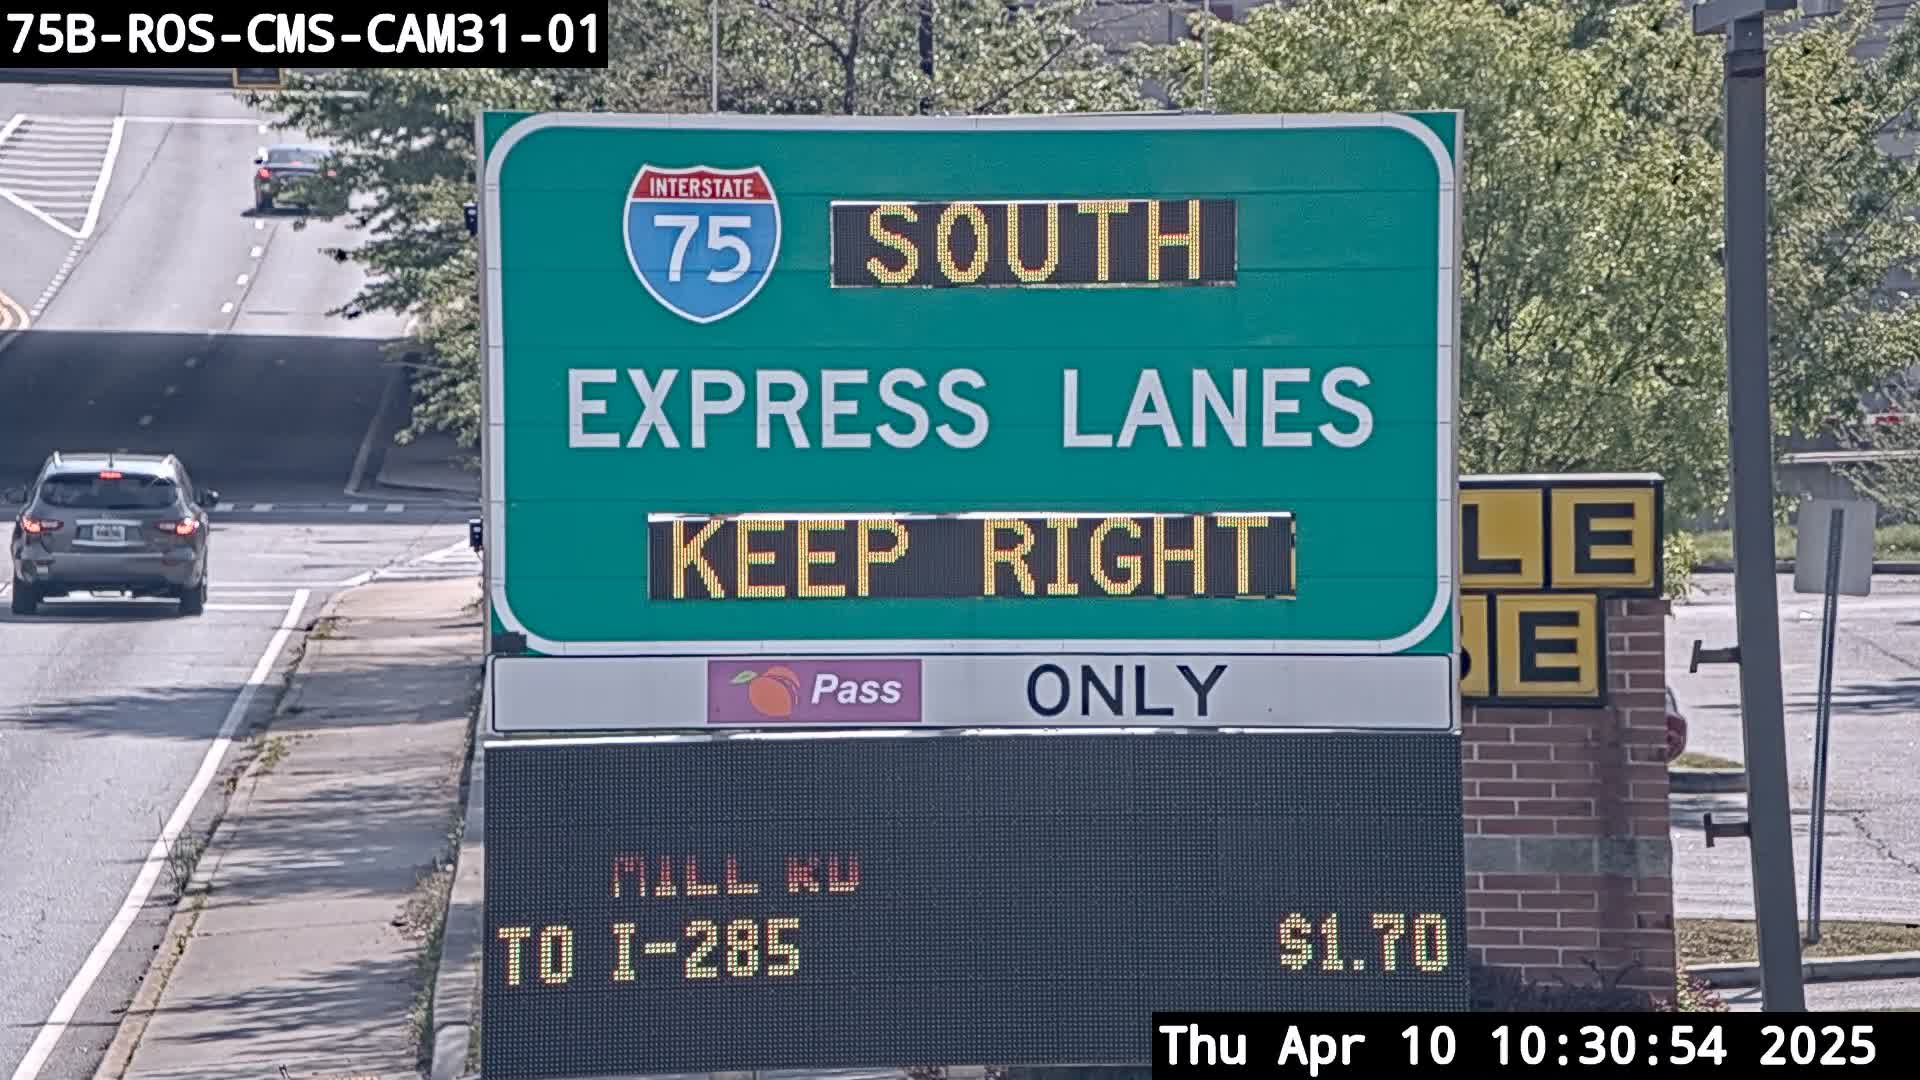 75B-ROS-CMS-CAM31-01
INTERSTATE
75
SOUTH
EXPRESS LANES
KEEP RIGHT
Pass ONLY
MILL RD
TO I-285 $1.70
LE
E
Thu Apr 10 10:30:54 2025